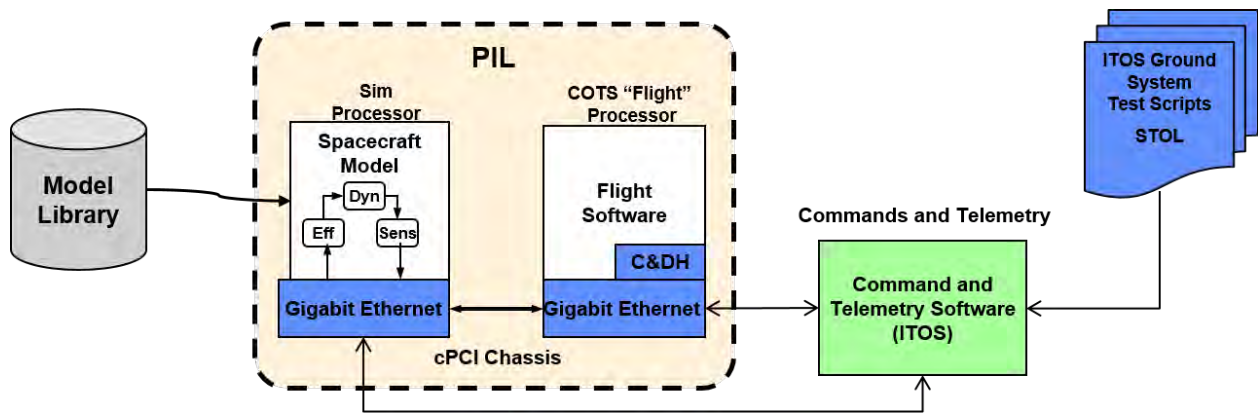 PIL
Sim
Processor
COTS “Flight”
Processor
Model
Library
Spacecraft
Model
Dyn
Eff
Sens
Gigabit Ethernet
Flight
Software
C&DH
Gigabit Ethernet
cPCI Chassis
Commands and Telemetry
Command and
Telemetry Software
(ITOS)
ITOS Ground
System
Test Scripts
STOL